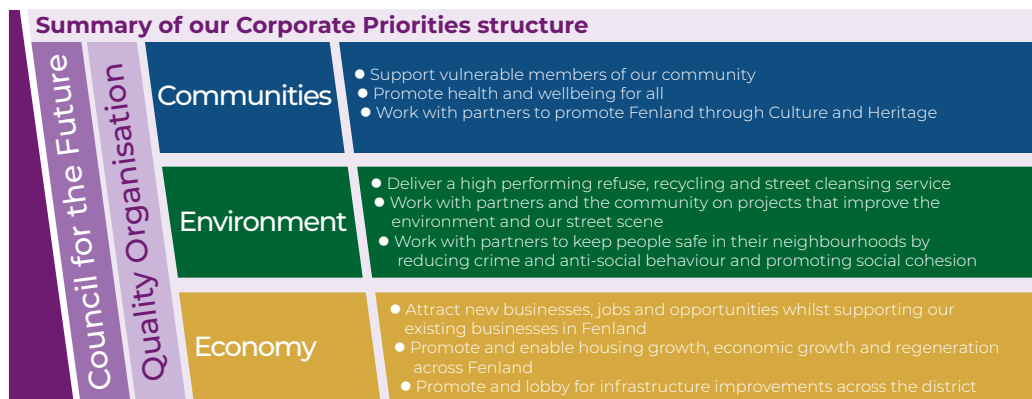 Summary of our Corporate Priorities structure
Council for the Future
Quality Organisation
Communities
● Support vulnerable members of our community
● Promote health and wellbeing for all
● Work with partners to promote Fenland through Culture and Heritage
Environment
● Deliver a high performing refuse, recycling and street cleansing service
● Work with partners and the community on projects that improve the
environment and our street scene
● Work with partners to keep people safe in their neighbourhoods by
reducing crime and anti-social behaviour and promoting social cohesion
Economy
● Attract new businesses, jobs and opportunities whilst supporting our
existing businesses in Fenland
● Promote and enable housing growth, economic growth and regeneration
across Fenland
● Promote and lobby for infrastructure improvements across the district